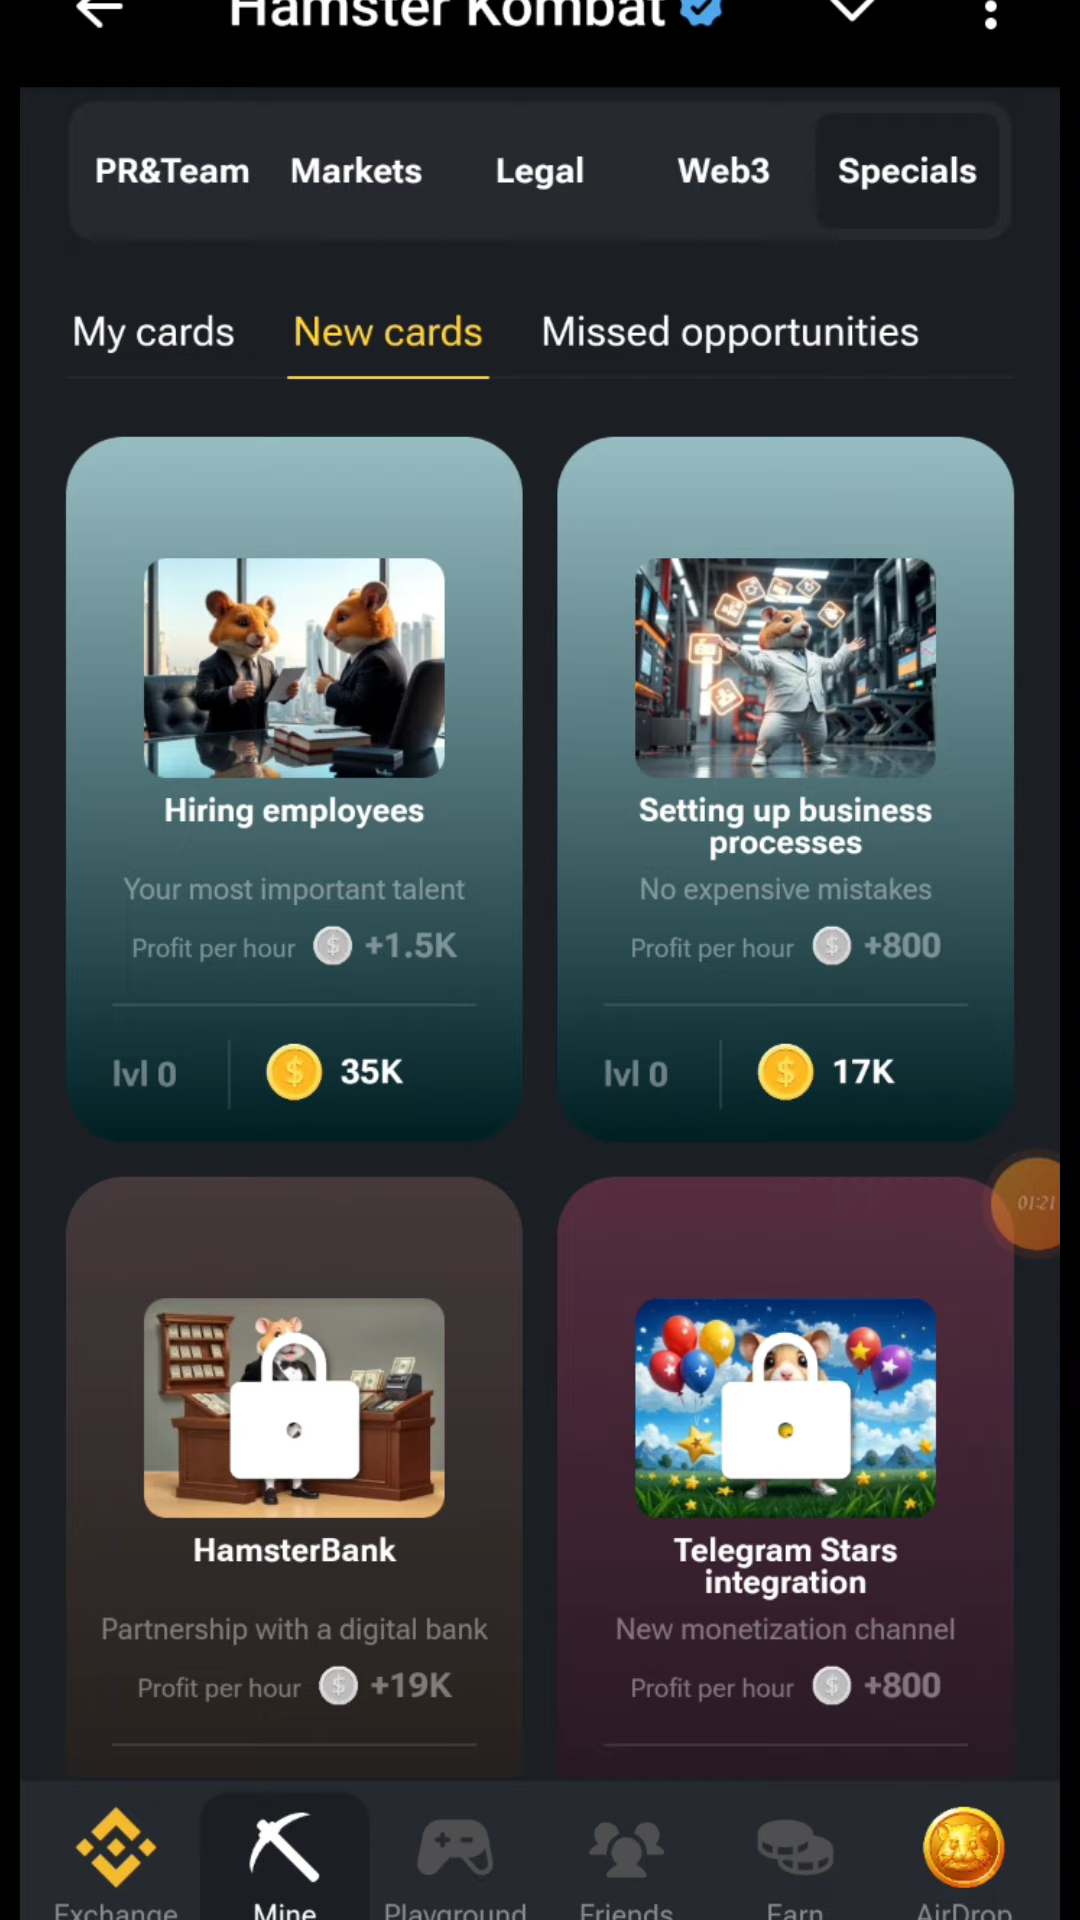 Hamster Kombat
PR&Team Markets Legal Web3 Specials
My cards New cards Missed opportunities
Hiring employees
Your most important talent
Profit per hour $ +1.5K
lvl 0 $ 35K
Setting up business
processes
No expensive mistakes
Profit per hour $ +800
lvl 0 $ 17K
01:21
HamsterBank
Partnership with a digital bank
Profit per hour $ +19K
Telegram Stars
integration
New monetization channel
Profit per hour $ +800
Exchange Mine Playground Friends Earn AirDrop